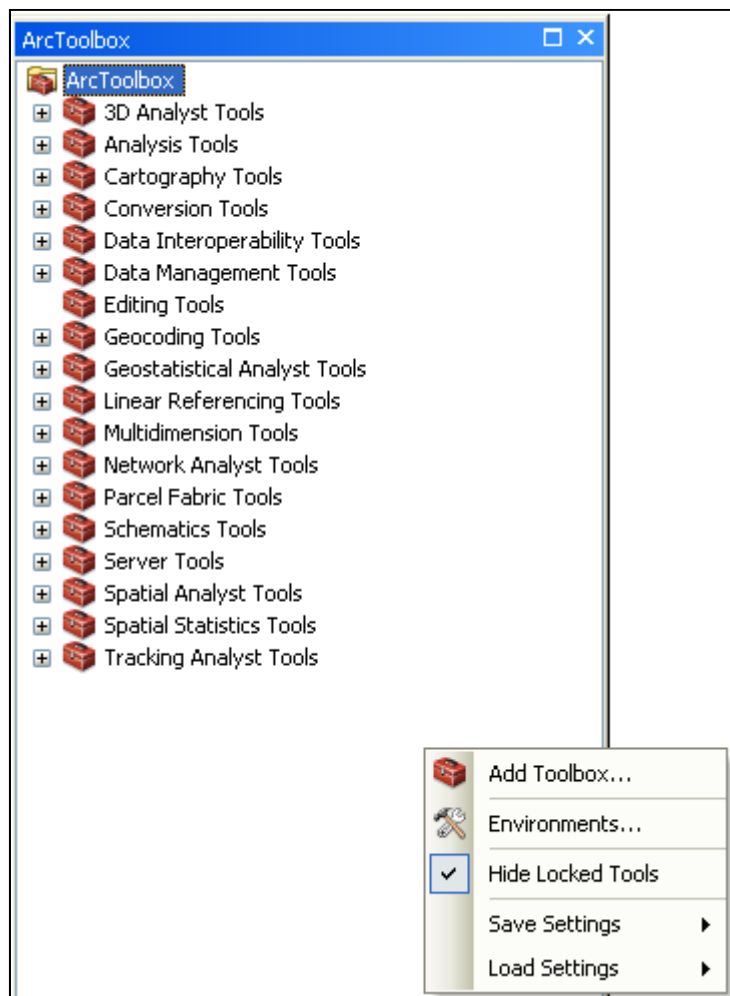 ArcToolbox
ArcToolbox
3D Analyst Tools
Analysis Tools
Cartography Tools
Conversion Tools
Data Interoperability Tools
Data Management Tools
Editing Tools
Geocoding Tools
Geostatistical Analyst Tools
Linear Referencing Tools
Multidimension Tools
Network Analyst Tools
Parcel Fabric Tools
Schematics Tools
Server Tools
Spatial Analyst Tools
Spatial Statistics Tools
Tracking Analyst Tools
Add Toolbox...
Environments...
Hide Locked Tools
Save Settings
Load Settings